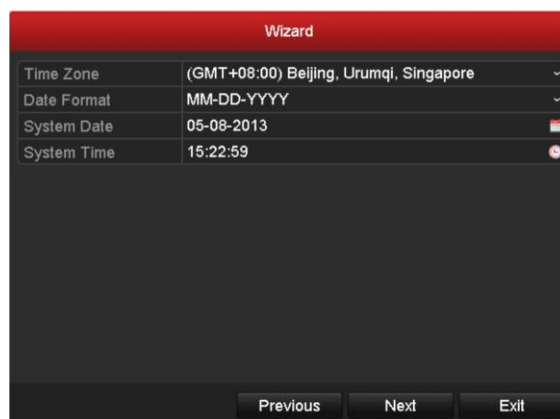 Wizard
Time Zone (GMT+08:00) Beijing, Urumqi, Singapore
Date Format MM-DD-YYYY
System Date 05-08-2013
System Time 15:22:59
Previous Next Exit